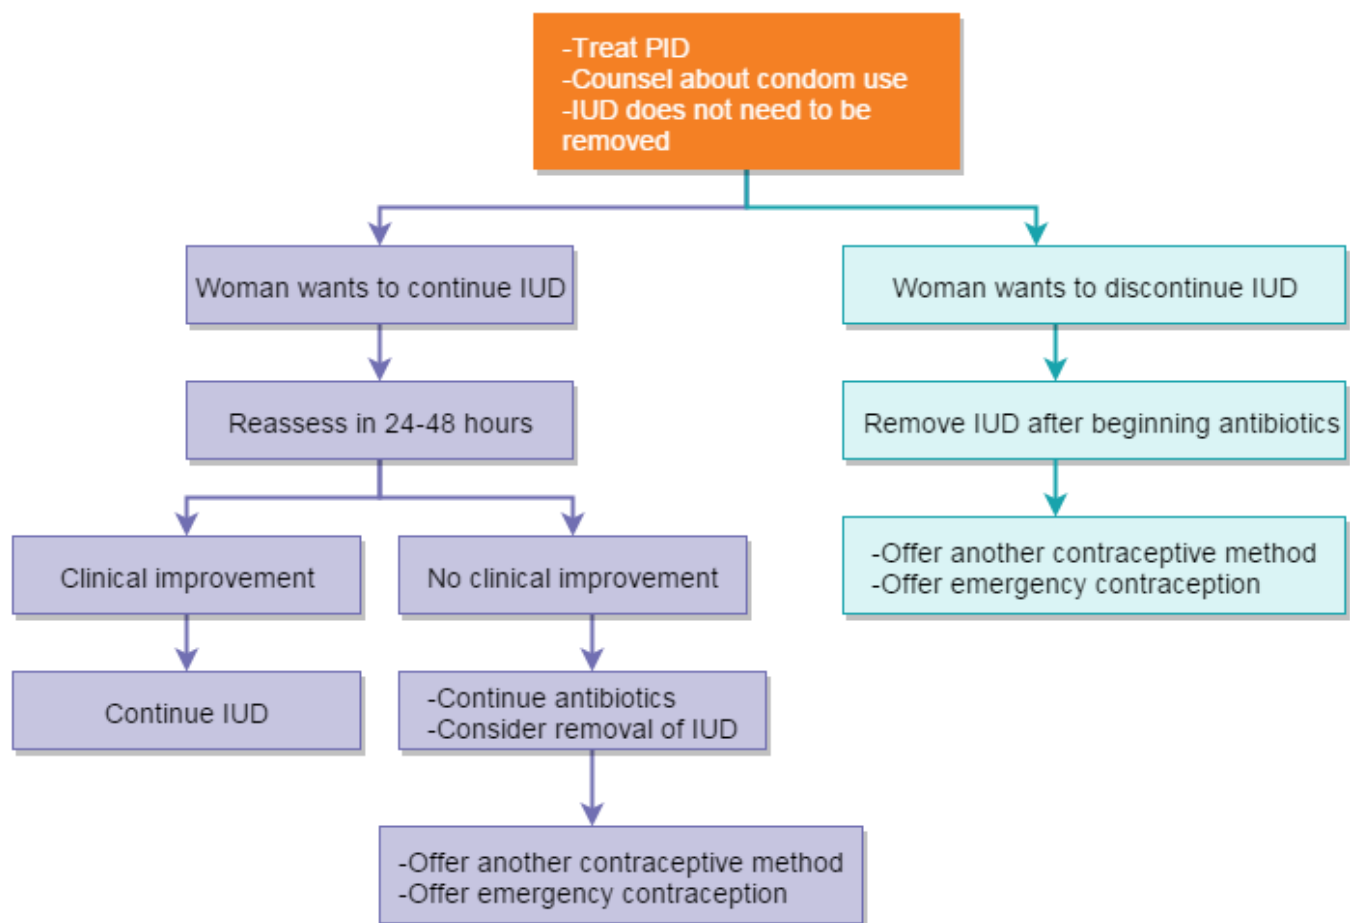 -Treat PID
-Counsel about condom use
-IUD does not need to be
removed
Woman wants to continue IUD
Woman wants to discontinue IUD
Reassess in 24-48 hours
Remove IUD after beginning antibiotics
-Offer another contraceptive method
-Offer emergency contraception
Clinical improvement
No clinical improvement
Continue IUD
-Continue antibiotics
-Consider removal of IUD
-Offer another contraceptive method
-Offer emergency contraception